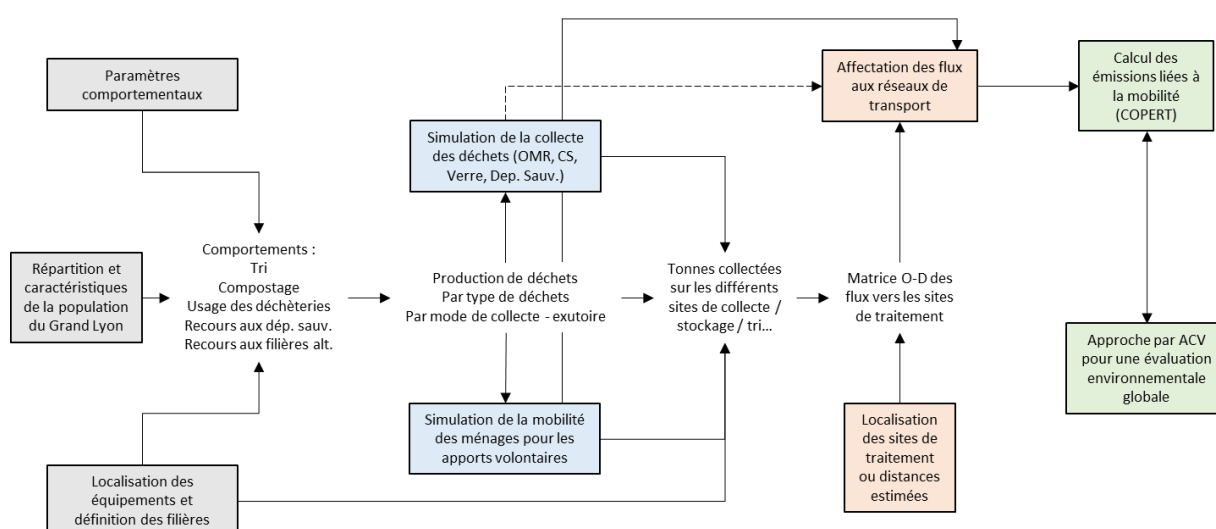 Paramètres
comportementaux
Répartition et
caractéristiques
de la population
du Grand Lyon
Localisation des
équipements et
définition des filières
Comportements :
Tri
Compostage
Usage des déchèteries
Recours aux dép. sauv.
Recours aux filières alt.
Simulation de la collecte
des déchets (OMR, CS,
Verre, Dep. Sauv.)
Production de déchets
Par type de déchets
Par mode de collecte - exutoire
Simulation de la mobilité
des ménages pour les
apports volontaires
Tonnes collectées
sur les différents
sites de collecte /
stockage / tri...
Affectation des flux
aux réseaux de
transport
Matrice O-D des
flux vers les sites
de traitement
Localisation
des sites de
traitement
ou distances
estimées
Calcul des
émissions liées à
la mobilité
(COPERT)
Approche par ACV
pour une évaluation
environnementale
globale